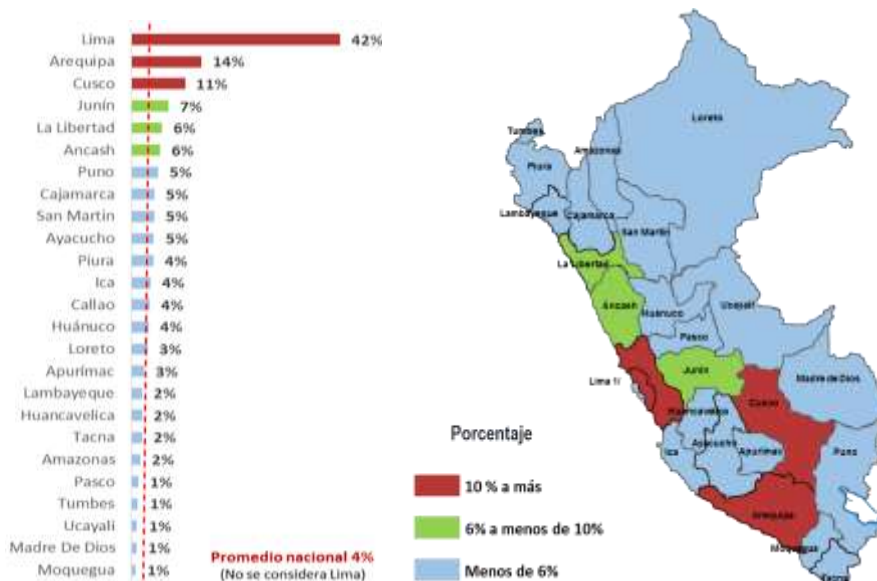 Lima 42%
Arequipa 14%
Cusco 11%
Junín 7%
La Libertad 6%
Ancash 6%
Puno 5%
Cajamarca 5%
San Martin 5%
Ayacucho 5%
Piura 4%
Ica 4%
Callao 4%
Huánuco 4%
Loreto 3%
Apurímac 3%
Lambayeque 2%
Huancavelica 2%
Tacna 2%
Amazonas 2%
Pasco 1%
Tumbes 1%
Ucayali 1%
Madre De Dios 1%
Moquegua 1%
Promedio nacional 4%
(No se considera Lima)
Loreto
Tumbes
Amazonas
Piura
Lambayeque
Cajamarca
San Martin
La Libertad
Ancash
Huánuco
Ucayali
Pasco
Junín
Lima 1/
Madre de Dios
Cusco
Huancavelica
Ayacucho
Apurímac
Ica
Puno
Arequipa
Moquegua
Tacna
Porcentaje
10 % a más
6% a menos de 10%
Menos de 6%